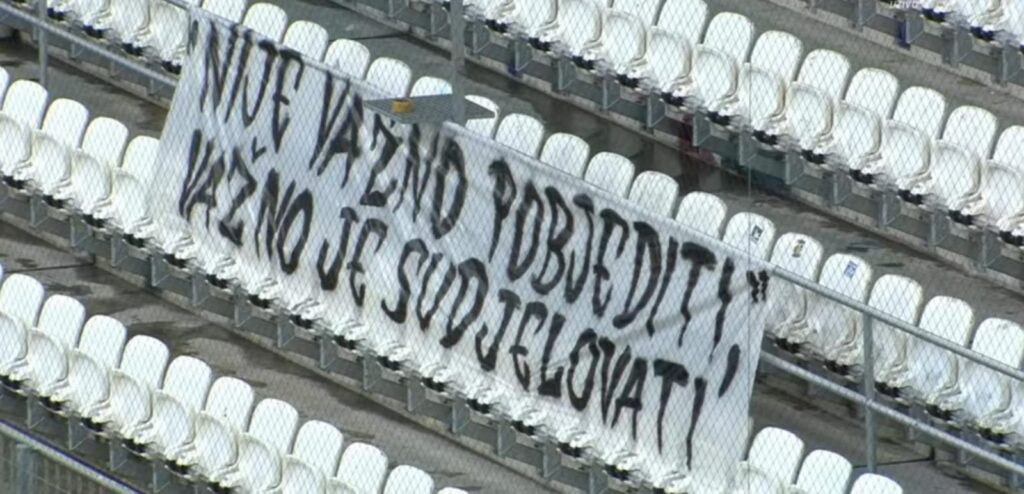 "NIJE VAŽNO POBJEDITI"
VAŽNO JE SUDJELOVATI'